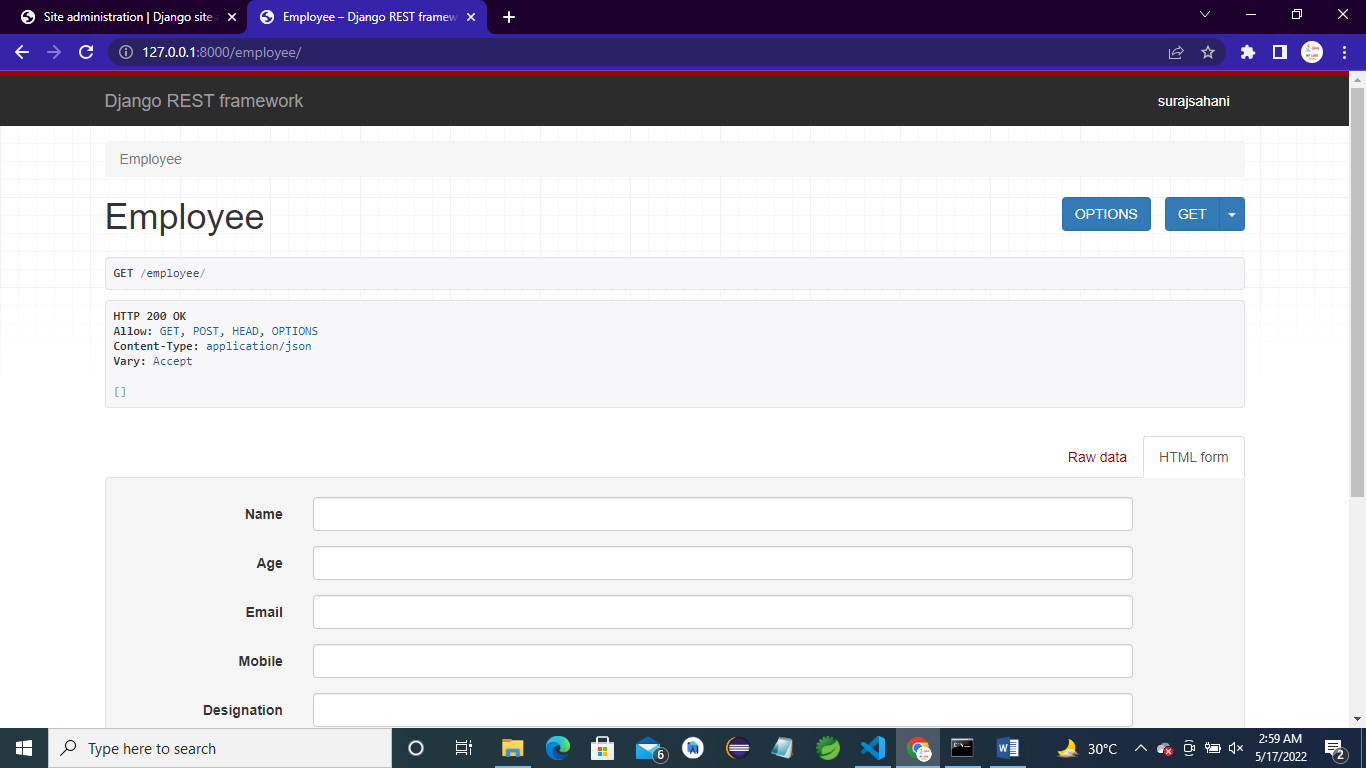 Site administration | Django site a
Employee – Django REST framew
127.0.0.1:8000/employee/
Django REST framework
surajsahani
Employee
Employee
OPTIONS
GET
GET /employee/
HTTP 200 OK
Allow: GET, POST, HEAD, OPTIONS
Content-Type: application/json
Vary: Accept
[]
Raw data
HTML form
Name
Age
Email
Mobile
Designation
Type here to search
6
30°C
2:59 AM
5/17/2022
2